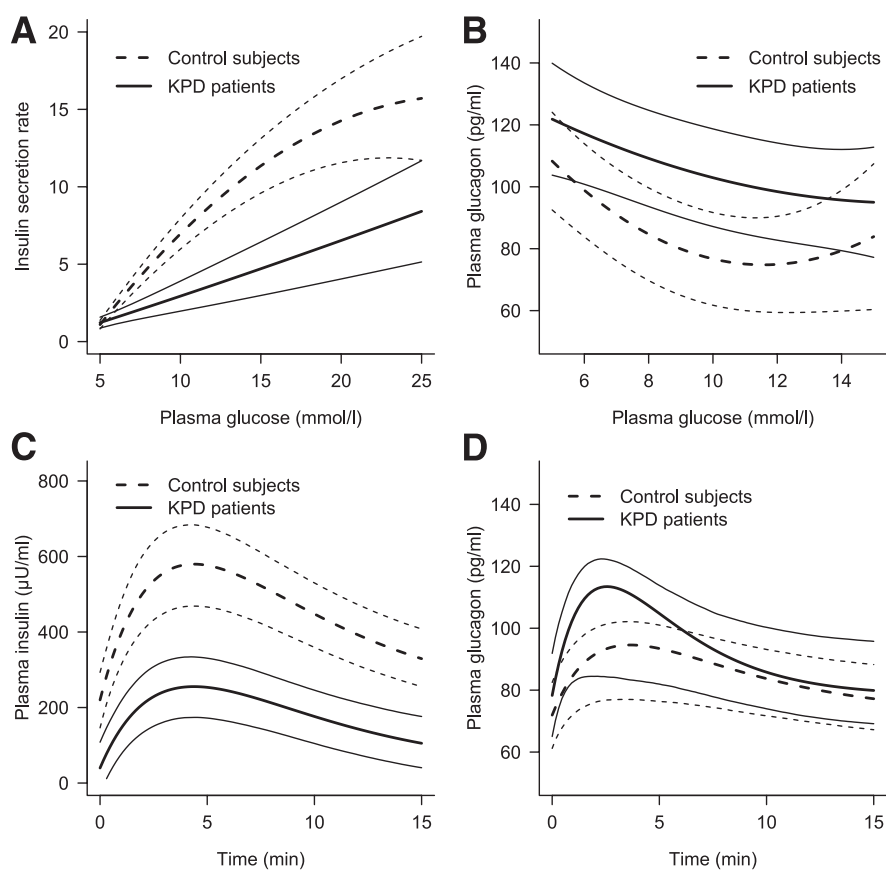 A
20
15
10
5
0
Insulin secretion rate
Control subjects
KPD patients
5
10
15
20
25
Plasma glucose (mmol/l)
B
140
120
100
80
60
Plasma glucagon (pg/ml)
Control subjects
KPD patients
6
8
10
12
14
Plasma glucose (mmol/l)
C
800
600
400
200
0
Plasma insulin (µU/ml)
Control subjects
KPD patients
0
5
10
15
Time (min)
D
140
120
100
80
60
Plasma glucagon (pg/ml)
Control subjects
KPD patients
0
5
10
15
Time (min)